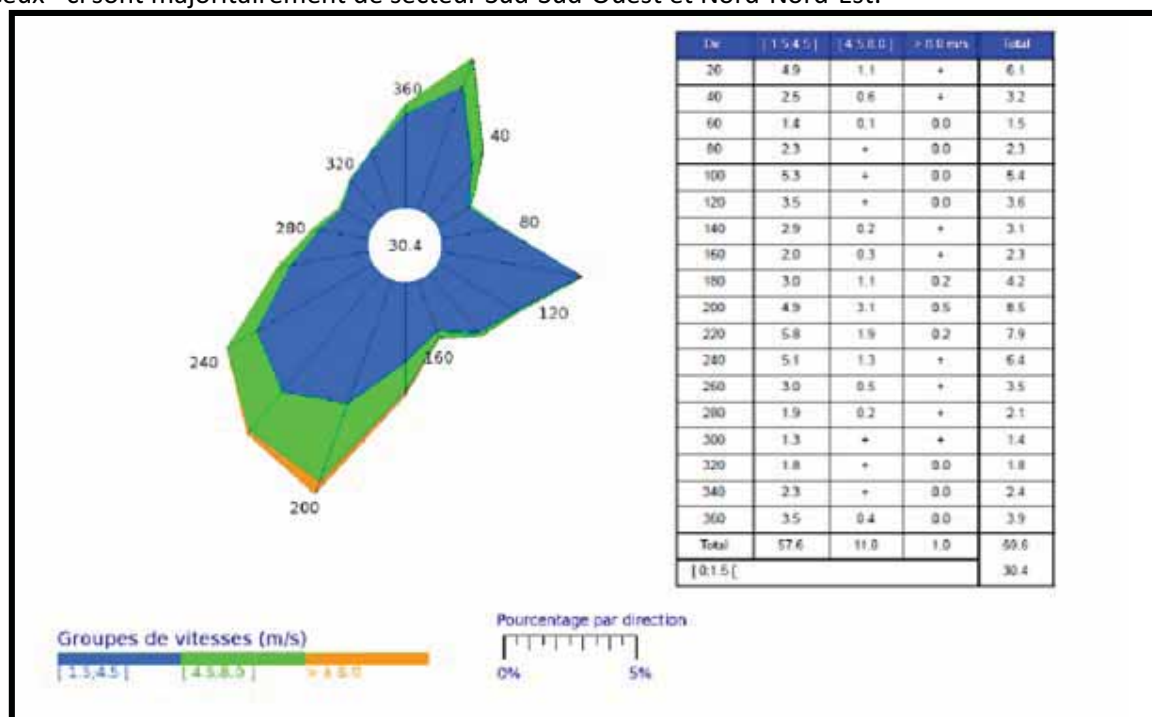 ceux - ci sont majoritairement de secteur Sud-Sud-Ouest et Nord-Nord-Est.
360
40
320
80
280
30.4
120
160
240
200
Dir. [ 1.5;4.5 [ [ 4.5;8.0 ] > 8.0 m/s Total
20 4.9 1.1 + 6.1
40 2.5 0.6 + 3.2
60 1.4 0.1 0.0 1.5
80 2.3 + 0.0 2.3
100 5.3 + 0.0 5.4
120 3.5 + 0.0 3.6
140 2.9 0.2 + 3.1
160 2.0 0.3 + 2.3
180 3.0 1.1 0.2 4.2
200 4.9 3.1 0.5 8.5
220 5.8 1.9 0.2 7.9
240 5.1 1.3 + 6.4
260 3.0 0.5 + 3.5
280 1.9 0.2 + 2.1
300 1.3 + + 1.4
320 1.8 + 0.0 1.8
340 2.3 + 0.0 2.4
360 3.5 0.4 0.0 3.9
Total 57.6 11.0 1.0 69.6
[ 0;1.5 [ 30.4
Groupes de vitesses (m/s)
[ 1.5;4.5 [ [ 4.5;8.0 ] > 8.0
Pourcentage par direction
0% 5%